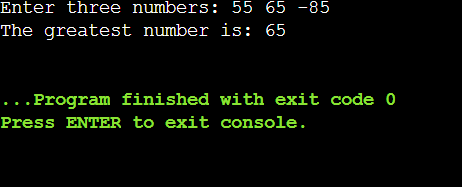 Enter three numbers: 55 65 -85
The greatest number is: 65
...Program finished with exit code 0
Press ENTER to exit console.